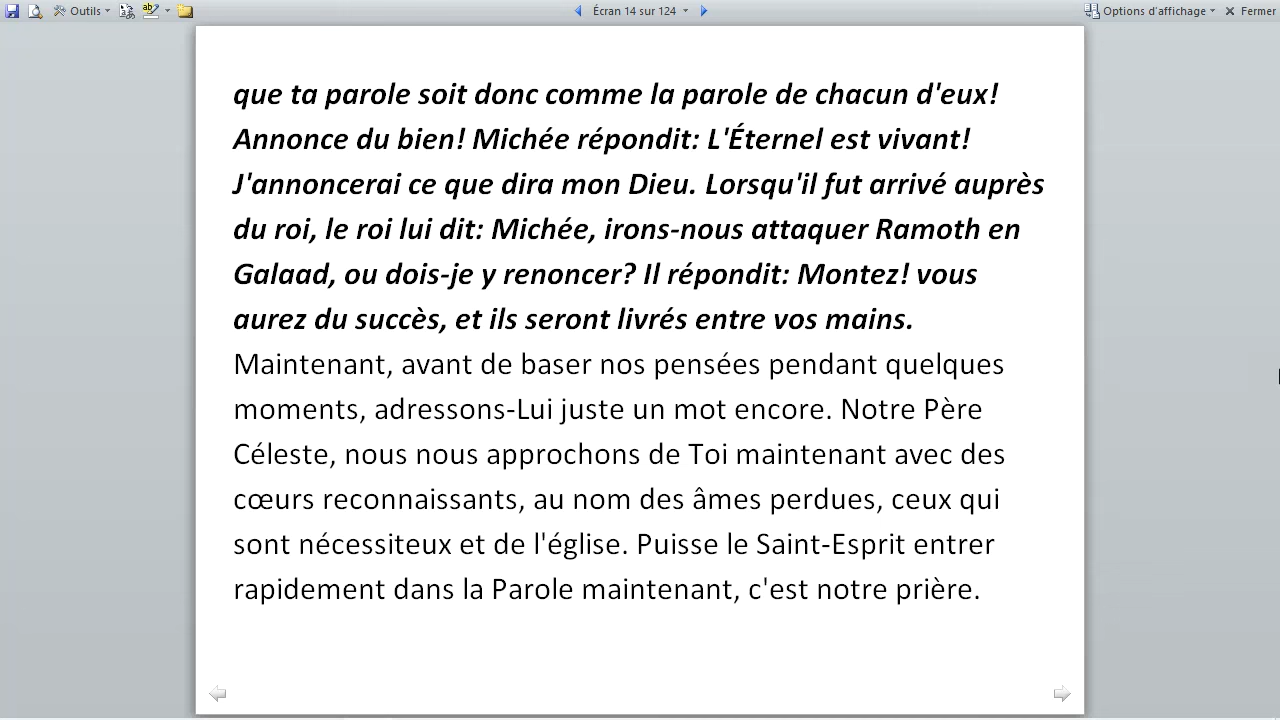 Outils
Écran 14 sur 124
Options d'affichage
Fermer
que ta parole soit donc comme la parole de chacun d'eux!
Annonce du bien! Michée répondit: L'Éternel est vivant!
J'annoncerai ce que dira mon Dieu. Lorsqu'il fut arrivé auprès
du roi, le roi lui dit: Michée, irons-nous attaquer Ramoth en
Galaad, ou dois-je y renoncer? Il répondit: Montez! vous
aurez du succès, et ils seront livrés entre vos mains.
Maintenant, avant de baser nos pensées pendant quelques
moments, adressons-Lui juste un mot encore. Notre Père
Céleste, nous nous approchons de Toi maintenant avec des
cœurs reconnaissants, au nom des âmes perdues, ceux qui
sont nécessiteux et de l'église. Puisse le Saint-Esprit entrer
rapidement dans la Parole maintenant, c'est notre prière.